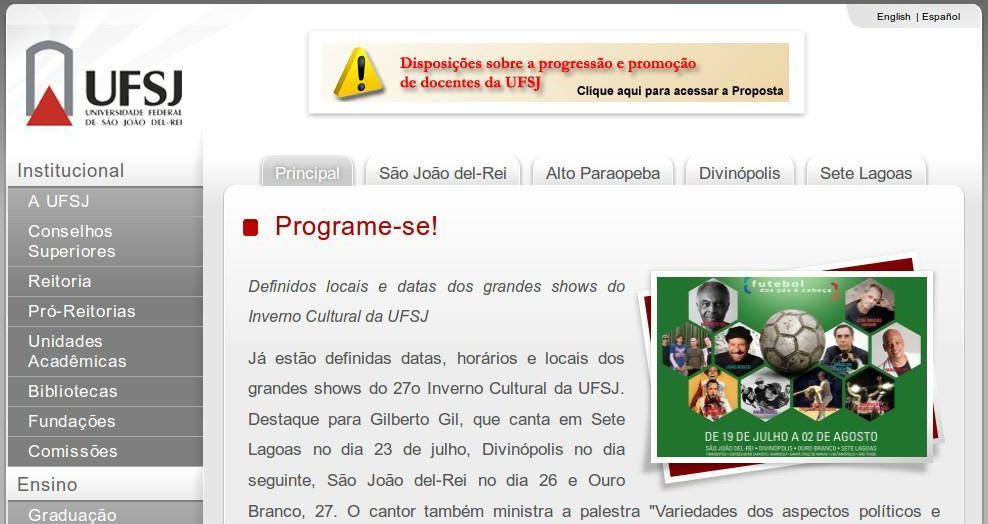 English | Español
UFSJ
UNIVERSIDADE FEDERAL
DE SÃO JOÃO DEL-REI
Disposições sobre a progressão e promoção
de docentes da UFSJ
Clique aqui para acessar a Proposta
Institucional
A UFSJ
Conselhos
Superiores
Reitoria
Pró-Reitorias
Unidades
Acadêmicas
Bibliotecas
Fundações
Comissões
Ensino
Graduação
Principal
São João del-Rei
Alto Paraopeba
Divinópolis
Sete Lagoas
Programe-se!
Definidos locais e datas dos grandes shows do
Inverno Cultural da UFSJ
Já estão definidas datas, horários e locais dos
grandes shows do 27o Inverno Cultural da UFSJ.
Destaque para Gilberto Gil, que canta em Sete
Lagoas no dia 23 de julho, Divinópolis no dia
seguinte, São João del-Rei no dia 26 e Ouro
Branco, 27. O cantor também ministra a palestra "Variedades dos aspectos políticos e
futebol
dos pés à cabeça
DE 19 DE JULHO A 02 DE AGOSTO
SÃO JOÃO DEL-REI • DIVINÓPOLIS • OURO BRANCO • SETE LAGOAS